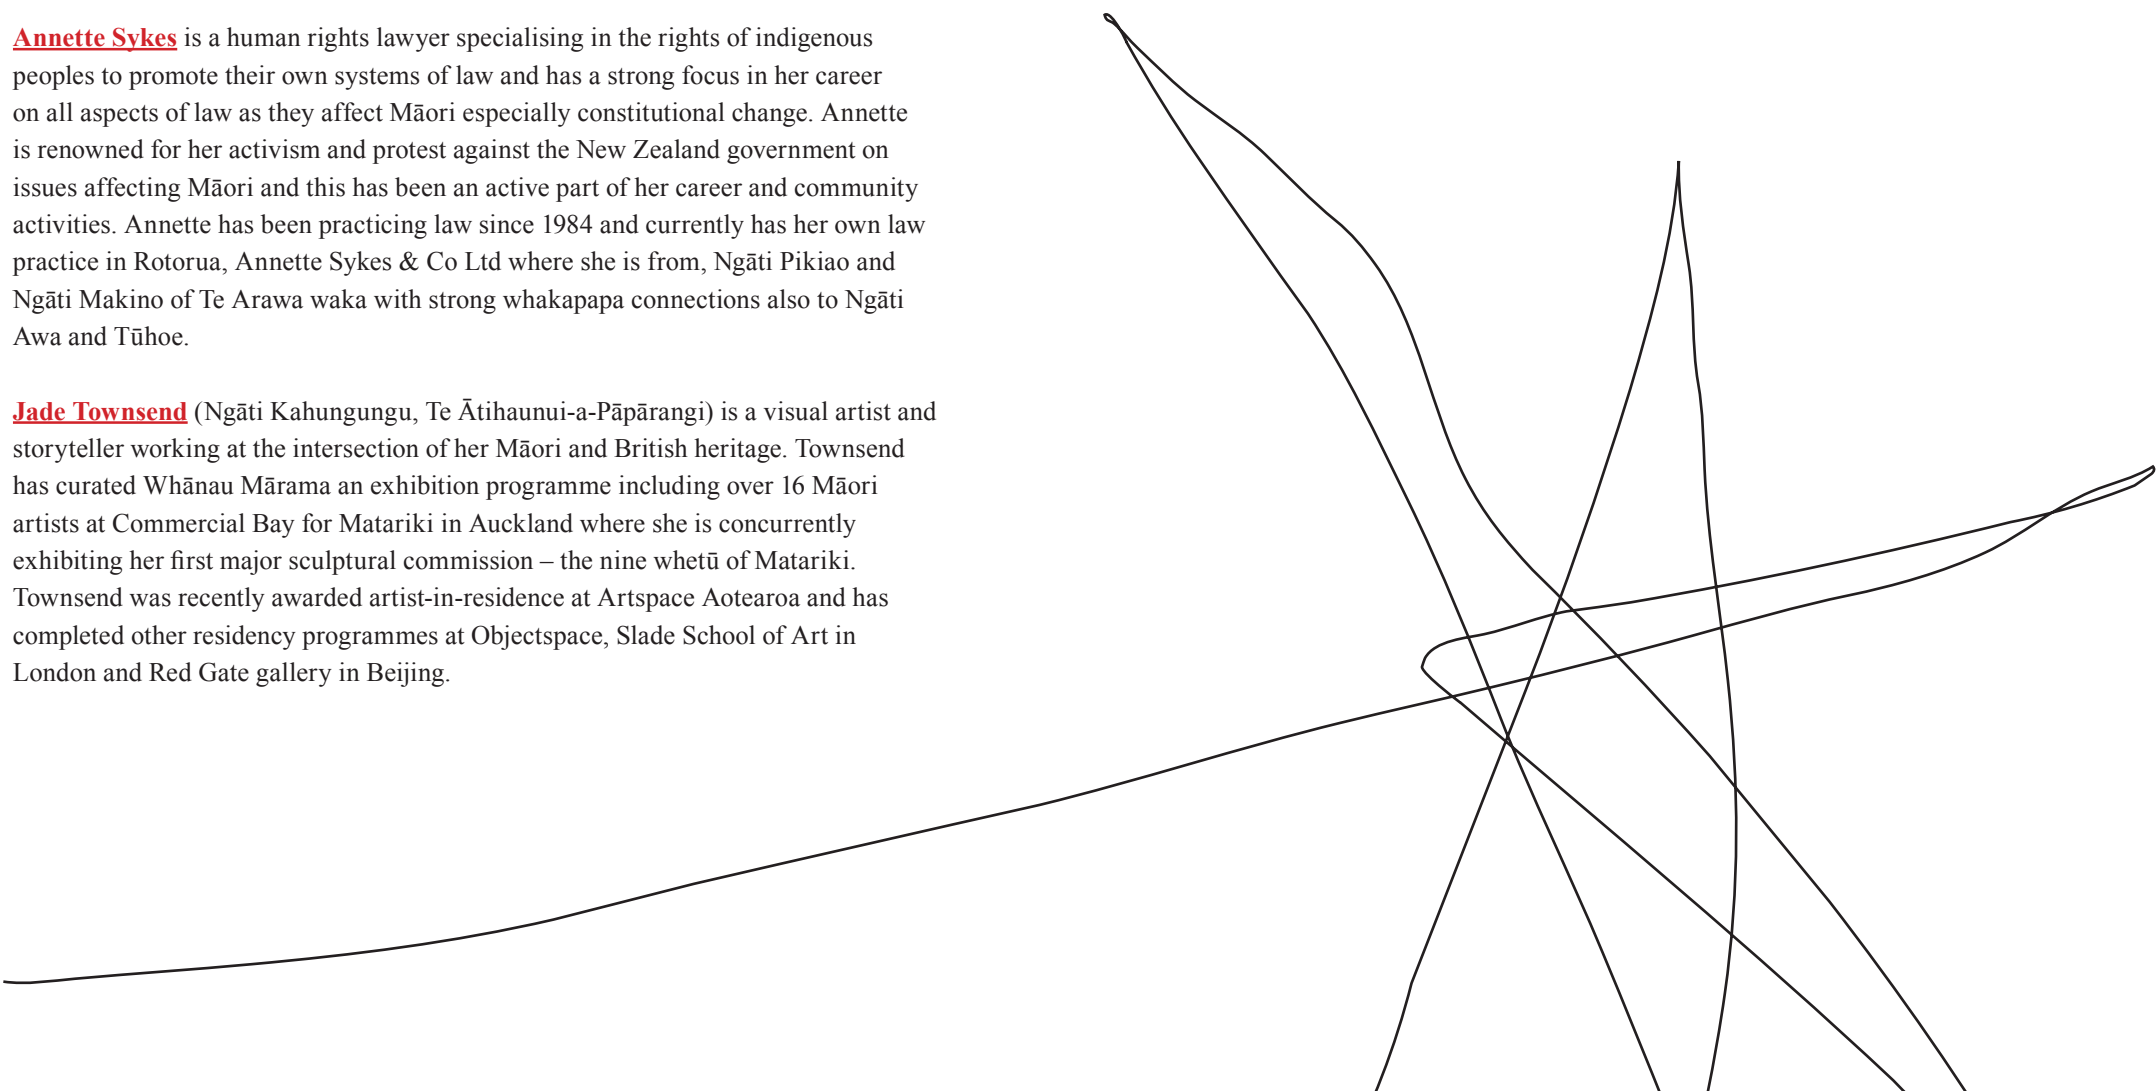 Annette Sykes is a human rights lawyer specialising in the rights of indigenous
peoples to promote their own systems of law and has a strong focus in her career
on all aspects of law as they affect Māori especially constitutional change. Annette
is renowned for her activism and protest against the New Zealand government on
issues affecting Māori and this has been an active part of her career and community
activities. Annette has been practicing law since 1984 and currently has her own law
practice in Rotorua, Annette Sykes & Co Ltd where she is from, Ngāti Pikiao and
Ngāti Makino of Te Arawa waka with strong whakapapa connections also to Ngāti
Awa and Tūhoe.
Jade Townsend (Ngāti Kahungungu, Te Ātihaunui-a-Pāpārangi) is a visual artist and
storyteller working at the intersection of her Māori and British heritage. Townsend
has curated Whānau Mārama an exhibition programme including over 16 Māori
artists at Commercial Bay for Matariki in Auckland where she is concurrently
exhibiting her first major sculptural commission – the nine whetū of Matariki.
Townsend was recently awarded artist-in-residence at Artspace Aotearoa and has
completed other residency programmes at Objectspace, Slade School of Art in
London and Red Gate gallery in Beijing.